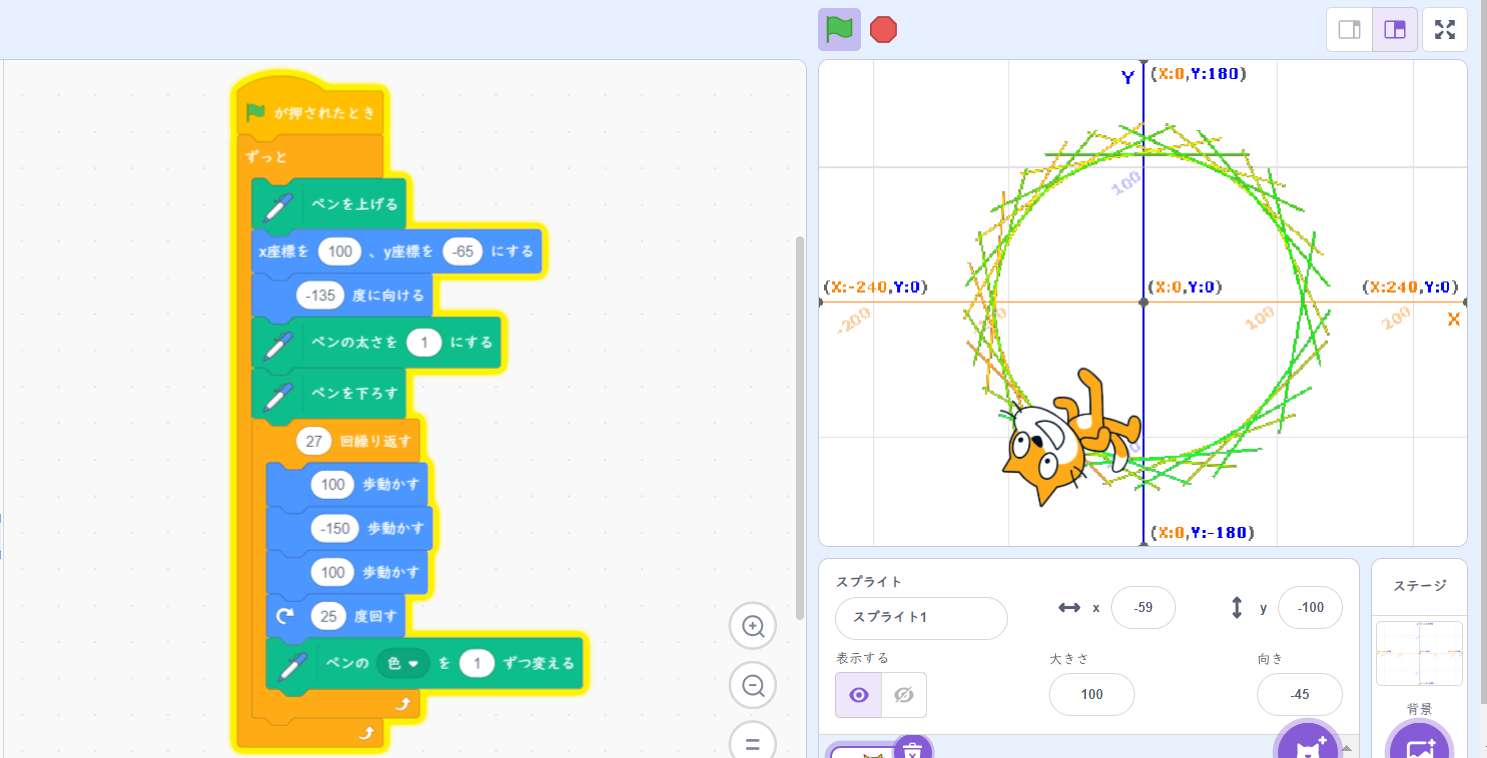 が押されたとき
ずっと
ペンを上げる
x座標を 100 、y座標を -65 にする
-135 度に向ける
ペンの太さを 1 にする
ペンを下ろす
27 回繰り返す
100 歩動かす
-150 歩動かす
100 歩動かす
25 度回す
ペンの 色 を 1 ずつ変える
Y (X:0,Y:180)
100
(X:-240,Y:0) (X:0,Y:0) (X:240,Y:0)
-200 100 200 X
(X:0,Y:-180)
スプライト
スプライト1 x -59 y -100
表示する 大きさ 向き
100 -45
ステージ
背景